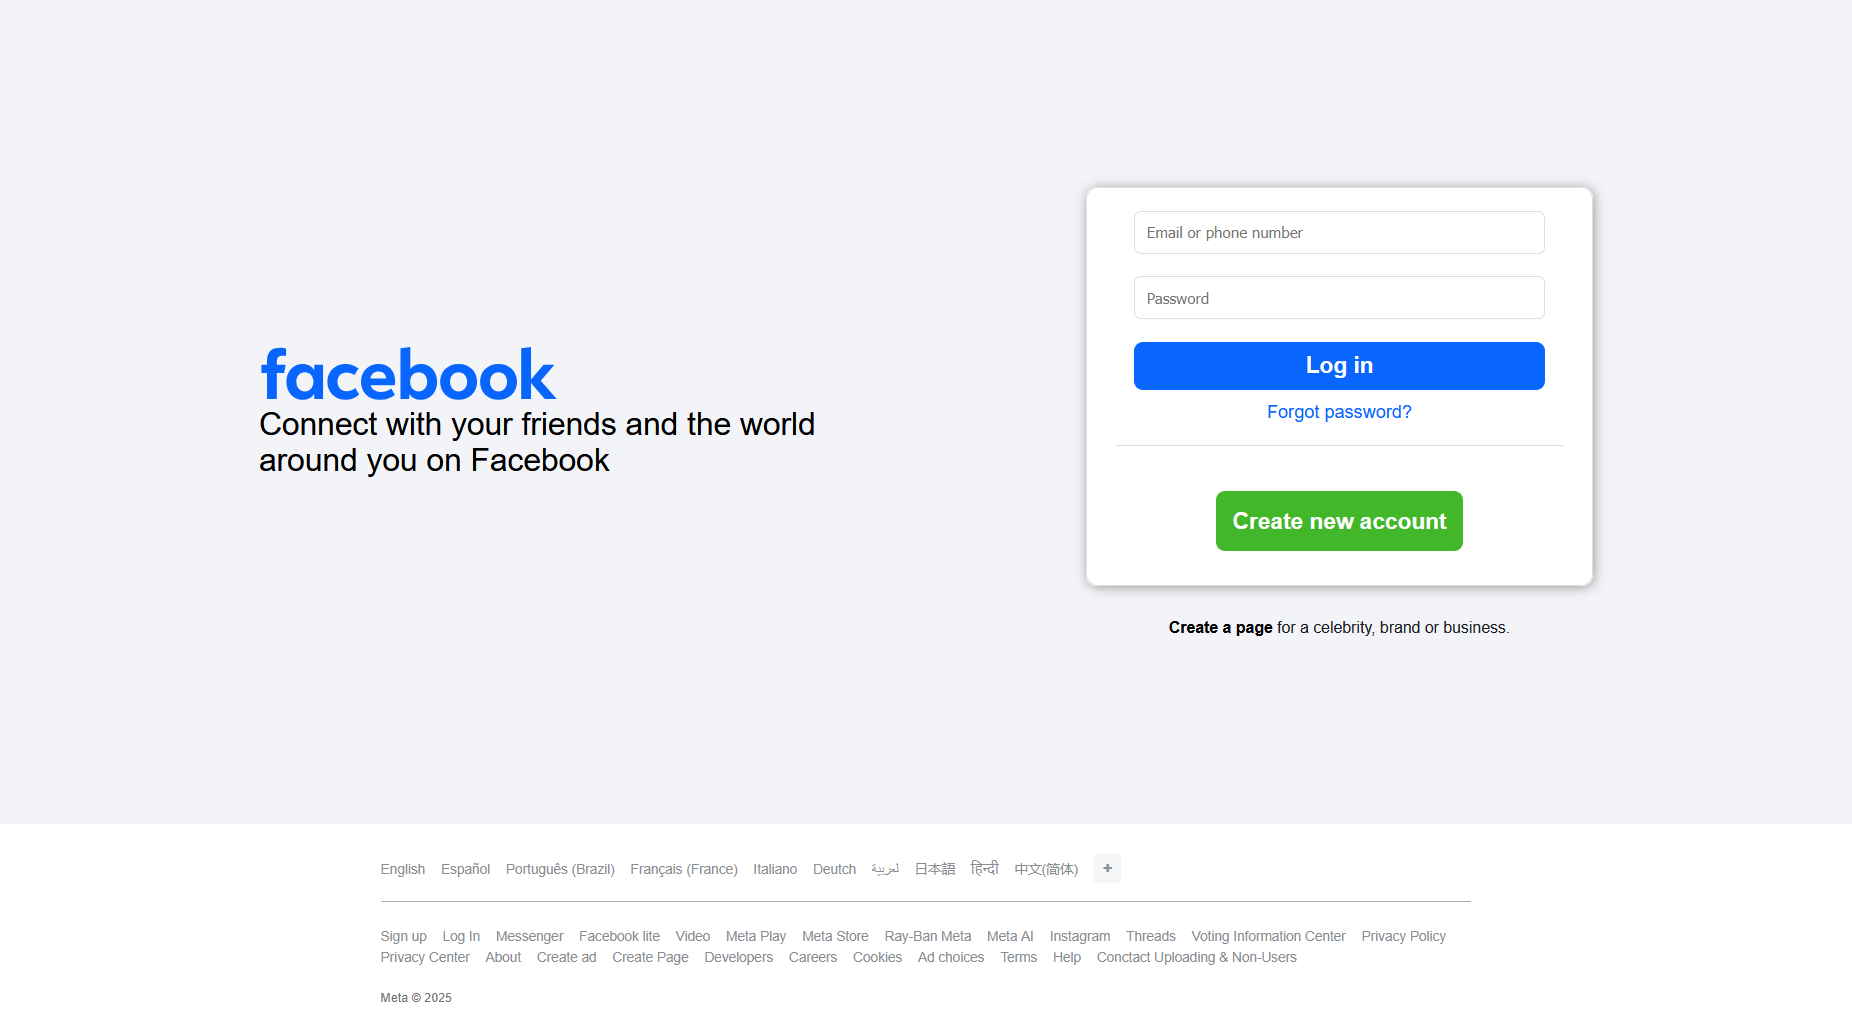 facebook
Connect with your friends and the world
around you on Facebook
Email or phone number
Password
Log in
Forgot password?
Create new account
Create a page for a celebrity, brand or business.
English Español Português (Brazil) Français (France) Italiano Deutch لعربية 日本語 हिन्दी 中文(简体) +
Sign up Log In Messenger Facebook lite Video Meta Play Meta Store Ray-Ban Meta Meta AI Instagram Threads Voting Information Center Privacy Policy
Privacy Center About Create ad Create Page Developers Careers Cookies Ad choices Terms Help Conctact Uploading & Non-Users
Meta © 2025